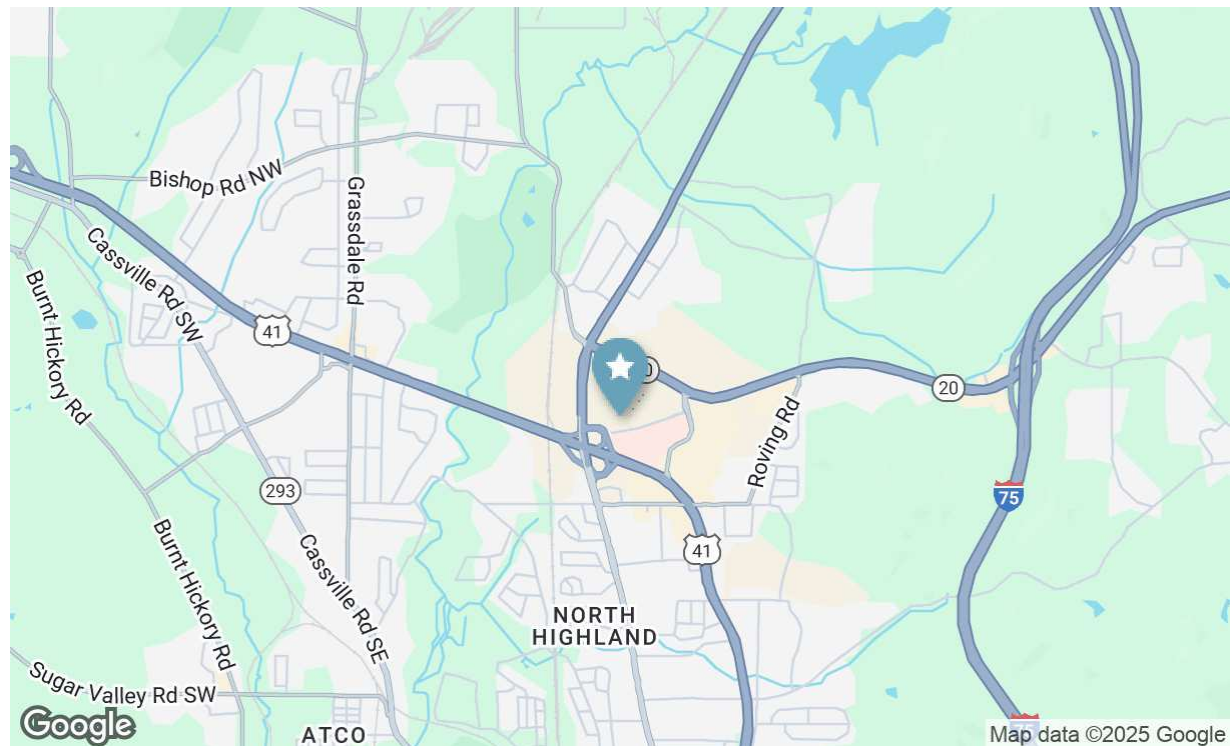 Bishop Rd NW
Grassdale Rd
Cassville Rd SW
Burnt Hickory Rd
41
20
Roving Rd
293
75
Burnt Hickory Rd
Cassville Rd SE
41
NORTH
HIGHLAND
Sugar Valley Rd SW
ATCO
Google
Map data ©2025 Google